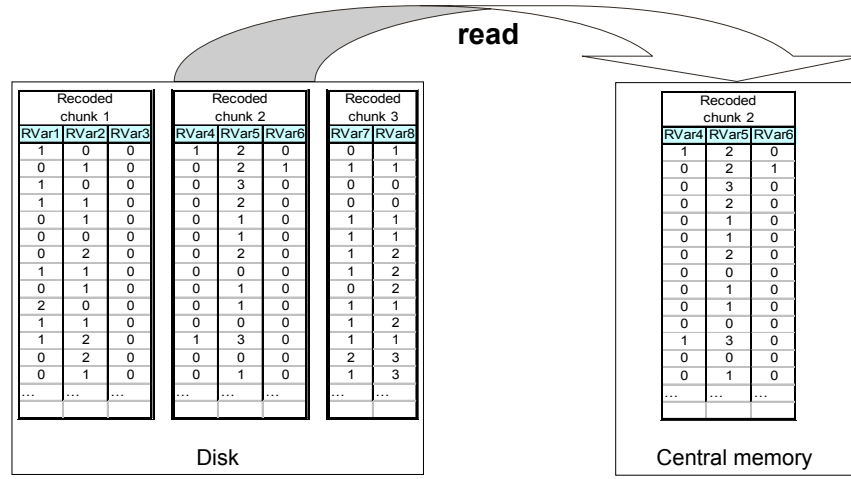 read
Recoded chunk 1
RVar1 RVar2 RVar3
1 0 0
0 1 0
1 0 0
1 1 0
0 1 0
0 0 0
0 2 0
1 1 0
0 1 0
2 0 0
1 1 0
1 2 0
0 2 0
0 1 0
... ... ...
Recoded chunk 2
RVar4 RVar5 RVar6
1 2 0
0 2 1
0 3 0
0 2 0
0 1 0
0 1 0
0 2 0
0 0 0
0 1 0
0 1 0
0 0 0
1 3 0
0 0 0
0 1 0
... ... ...
Recoded chunk 3
RVar7 RVar8
0 1
1 1
0 0
0 0
1 1
1 1
1 2
1 2
0 2
1 1
1 2
1 1
2 3
1 3
... ...
Disk
Recoded chunk 2
RVar4 RVar5 RVar6
1 2 0
0 2 1
0 3 0
0 2 0
0 1 0
0 1 0
0 2 0
0 0 0
0 1 0
0 1 0
0 0 0
1 3 0
0 0 0
0 1 0
... ... ...
Central memory